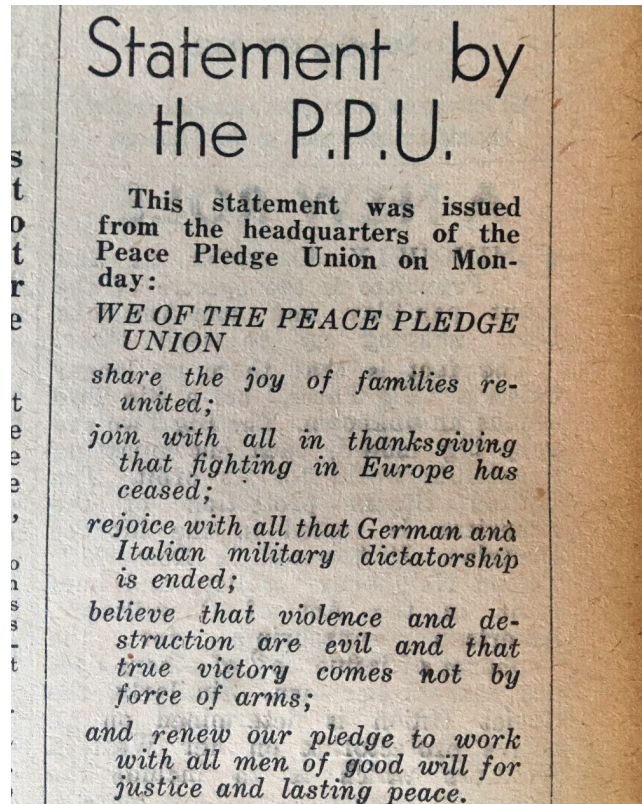 Statement by
the P.P.U.
This statement was issued
from the headquarters of the
Peace Pledge Union on Mon-
day:
WE OF THE PEACE PLEDGE
UNION
share the joy of families re-
united;
join with all in thanksgiving
that fighting in Europe has
ceased;
rejoice with all that German and
Italian military dictatorship
is ended;
believe that violence and de-
struction are evil and that
true victory comes not by
force of arms;
and renew our pledge to work
with all men of good will for
justice and lasting peace.